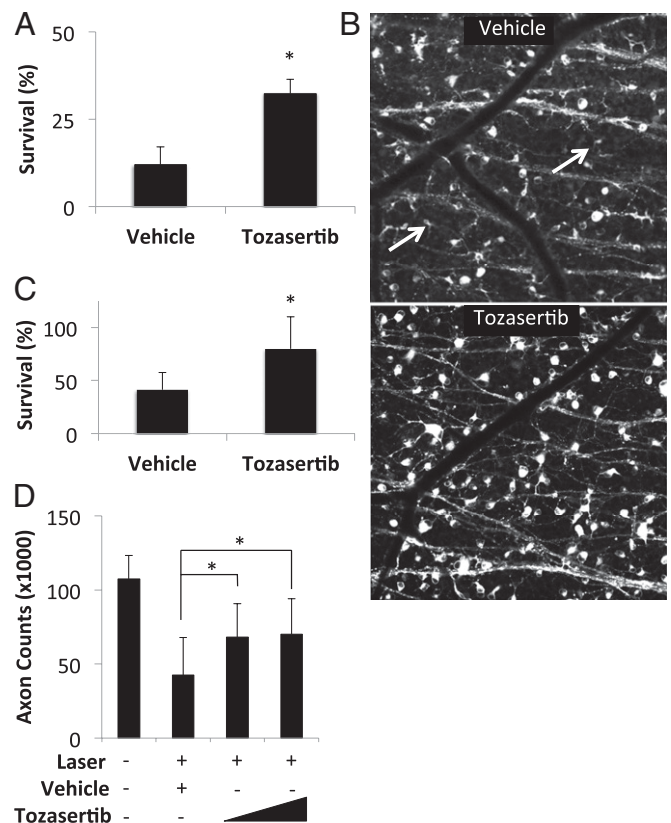 A
50
25
0
Survival (%)
*
Vehicle Tozasertib
B
Vehicle
Tozasertib
C
100
50
0
Survival (%)
*
Vehicle Tozasertib
D
150
100
50
0
Axon Counts (x1000)
*
*
Laser - + + +
Vehicle - + - -
Tozasertib - -